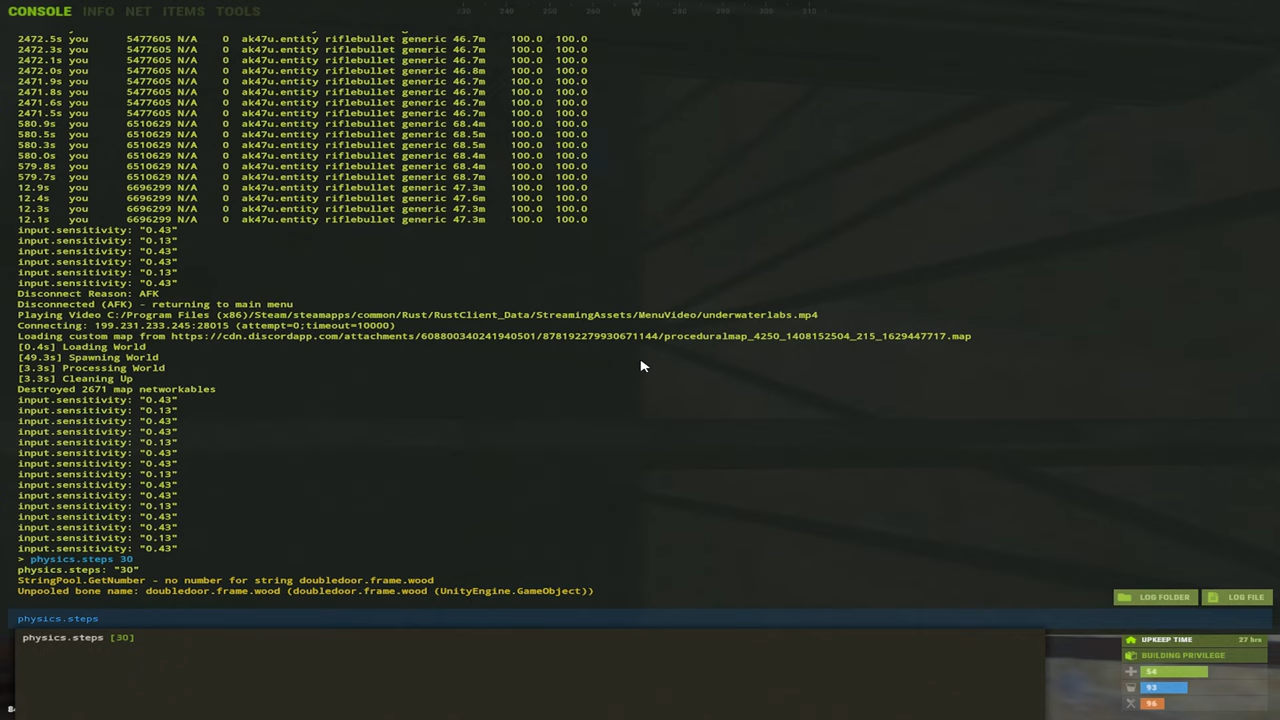 CONSOLE INFO NET ITEMS TOOLS
230 240 250 260 W 280 290 300 310
2472.5s you 5477605 N/A 0 ak47u.entity riflebullet generic 46.7m 100.0 100.0
2472.3s you 5477605 N/A 0 ak47u.entity riflebullet generic 46.7m 100.0 100.0
2472.1s you 5477605 N/A 0 ak47u.entity riflebullet generic 46.7m 100.0 100.0
2472.0s you 5477605 N/A 0 ak47u.entity riflebullet generic 46.8m 100.0 100.0
2471.9s you 5477605 N/A 0 ak47u.entity riflebullet generic 46.7m 100.0 100.0
2471.8s you 5477605 N/A 0 ak47u.entity riflebullet generic 46.7m 100.0 100.0
2471.6s you 5477605 N/A 0 ak47u.entity riflebullet generic 46.7m 100.0 100.0
2471.5s you 5477605 N/A 0 ak47u.entity riflebullet generic 46.7m 100.0 100.0
580.9s you 6510629 N/A 0 ak47u.entity riflebullet generic 68.4m 100.0 100.0
580.5s you 6510629 N/A 0 ak47u.entity riflebullet generic 68.5m 100.0 100.0
580.3s you 6510629 N/A 0 ak47u.entity riflebullet generic 68.5m 100.0 100.0
580.0s you 6510629 N/A 0 ak47u.entity riflebullet generic 68.4m 100.0 100.0
579.8s you 6510629 N/A 0 ak47u.entity riflebullet generic 68.4m 100.0 100.0
579.7s you 6510629 N/A 0 ak47u.entity riflebullet generic 68.7m 100.0 100.0
12.9s you 6696299 N/A 0 ak47u.entity riflebullet generic 47.3m 100.0 100.0
12.4s you 6696299 N/A 0 ak47u.entity riflebullet generic 47.6m 100.0 100.0
12.3s you 6696299 N/A 0 ak47u.entity riflebullet generic 47.3m 100.0 100.0
12.1s you 6696299 N/A 0 ak47u.entity riflebullet generic 47.3m 100.0 100.0
input.sensitivity: "0.43"
input.sensitivity: "0.13"
input.sensitivity: "0.43"
input.sensitivity: "0.43"
input.sensitivity: "0.13"
input.sensitivity: "0.43"
Disconnect Reason: AFK
Disconnected (AFK) - returning to main menu
Playing Video C:/Program Files (x86)/Steam/steamapps/common/Rust/RustClient_Data/StreamingAssets/MenuVideo/underwaterlabs.mp4
Connecting: 199.231.233.245:28015 (attempt=0;timeout=10000)
Loading custom map from https://cdn.discordapp.com/attachments/608800340241940501/878192279930671144/proceduralmap_4250_1408152504_215_1629447717.map
[0.4s] Loading World
[49.3s] Spawning World
[3.3s] Processing World
[3.3s] Cleaning Up
Destroyed 2671 map networkables
input.sensitivity: "0.43"
input.sensitivity: "0.13"
input.sensitivity: "0.43"
input.sensitivity: "0.43"
input.sensitivity: "0.13"
input.sensitivity: "0.43"
input.sensitivity: "0.43"
input.sensitivity: "0.13"
input.sensitivity: "0.43"
input.sensitivity: "0.43"
input.sensitivity: "0.13"
input.sensitivity: "0.43"
input.sensitivity: "0.43"
input.sensitivity: "0.13"
input.sensitivity: "0.43"
> physics.steps 30
physics.steps: "30"
StringPool.GetNumber - no number for string doubledoor.frame.wood
Unpooled bone name: doubledoor.frame.wood (doubledoor.frame.wood (UnityEngine.GameObject))
LOG FOLDER LOG FILE
physics.steps
physics.steps [30]
UPKEEP TIME 27 hrs
BUILDING PRIVILEGE
54
93
96